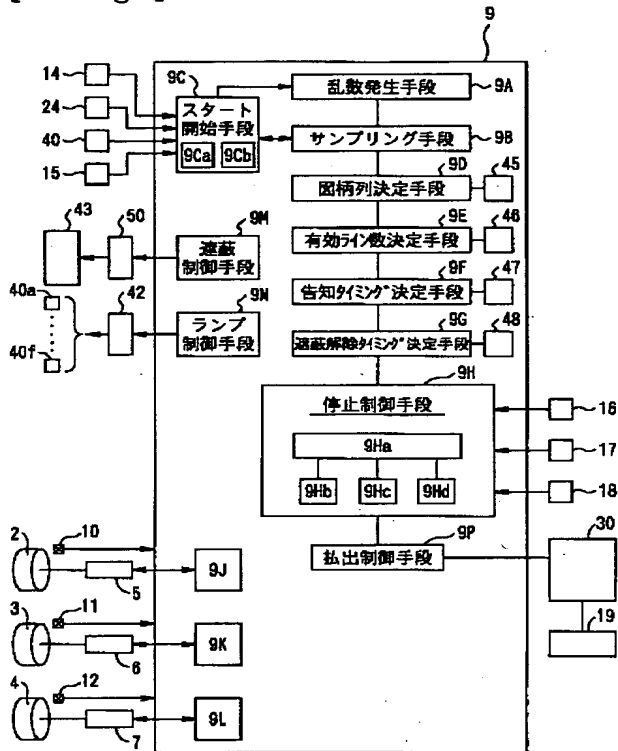 9
14
24
40
15
9C
スタート
開始手段
9Ca
9Cb
乱数発生手段
9A
サンプリング手段
9B
9D
図柄列決定手段
45
9E
有効ライン数決定手段
46
9F
告知タイミング決定手段
47
9G
遮蔽解除タイミング決定手段
48
43
50
9M
遮蔽
制御手段
40a
40f
42
9N
ランプ
制御手段
9H
停止制御手段
9Ha
9Hb
9Hc
9Hd
16
17
18
9P
払出制御手段
30
19
2
10
5
9J
3
11
6
9K
4
12
7
9L